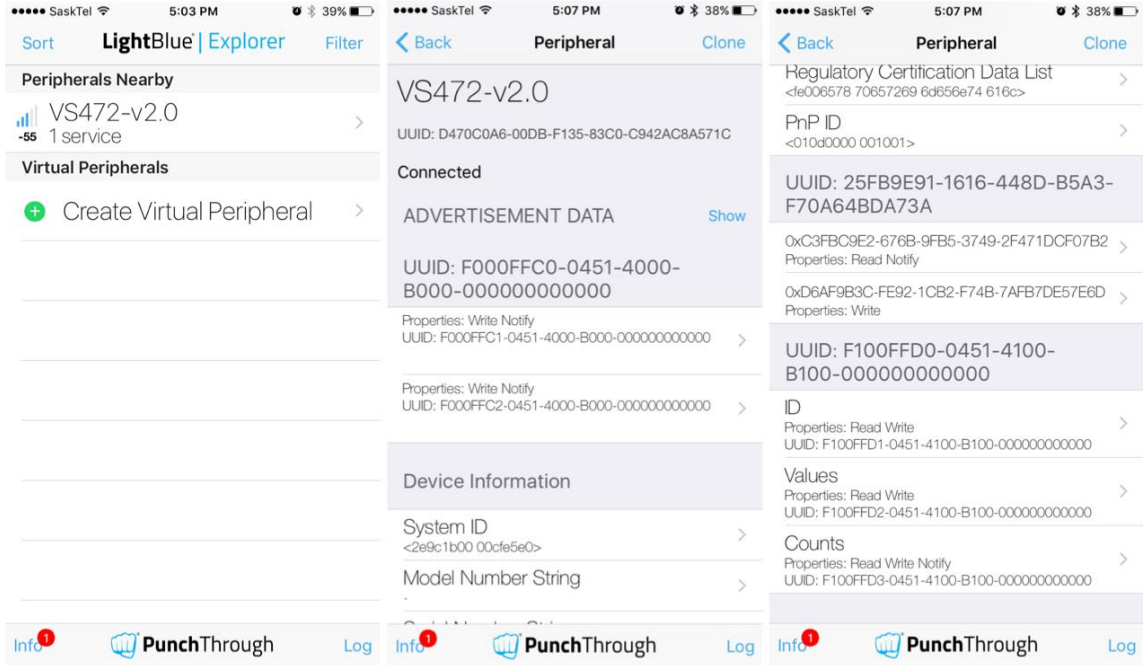 SaskTel 5:03 PM 39%
Sort LightBlue | Explorer Filter
Peripherals Nearby
VS472-v2.0
-55 1 service
Virtual Peripherals
Create Virtual Peripheral
Info 1 PunchThrough Log
SaskTel 5:07 PM 38%
Back Peripheral Clone
VS472-v2.0
UUID: D470C0A6-00DB-F135-83C0-C942AC8A571C
Connected
ADVERTISEMENT DATA Show
UUID: F000FFC0-0451-4000-
B000-000000000000
Properties: Write Notify
UUID: F000FFC1-0451-4000-B000-000000000000
Properties: Write Notify
UUID: F000FFC2-0451-4000-B000-000000000000
Device Information
System ID
<2e9c1b00 00cfe5e0>
Model Number String
-
Info 1 PunchThrough Log
SaskTel 5:07 PM 38%
Back Peripheral Clone
Regulatory Certification Data List
<fe006578 70657269 6d656e74 616c>
PnP ID
<010d0000 001001>
UUID: 25FB9E91-1616-448D-B5A3-
F70A64BDA73A
0xC3FBC9E2-676B-9FB5-3749-2F471DCF07B2
Properties: Read Notify
0xD6AF9B3C-FE92-1CB2-F74B-7AFB7DE57E6D
Properties: Write
UUID: F100FFD0-0451-4100-
B100-000000000000
ID
Properties: Read Write
UUID: F100FFD1-0451-4100-B100-000000000000
Values
Properties: Read Write
UUID: F100FFD2-0451-4100-B100-000000000000
Counts
Properties: Read Write Notify
UUID: F100FFD3-0451-4100-B100-000000000000
Info 1 PunchThrough Log